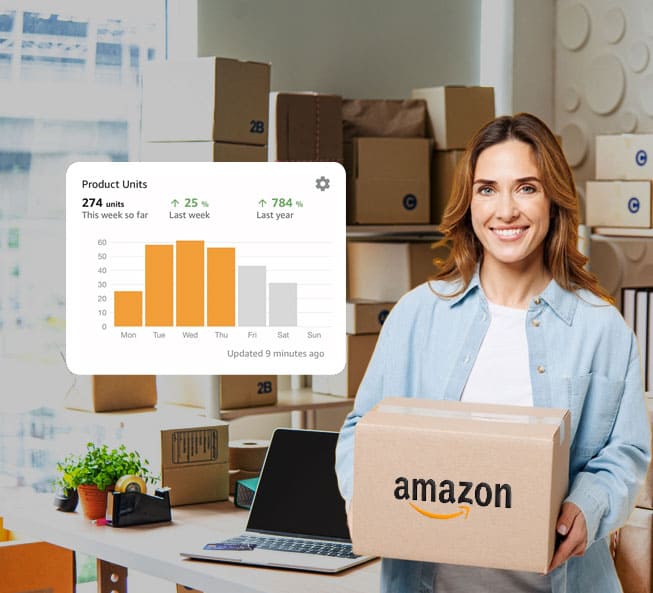 2B
Product Units
274 units ↑ 25 % ↑ 784 %
This week so far Last week Last year
60
50
40
30
20
10
0
Mon Tue Wed Thu Fri Sat Sun
Updated 9 minutes ago
C
C
C
2B
amazon